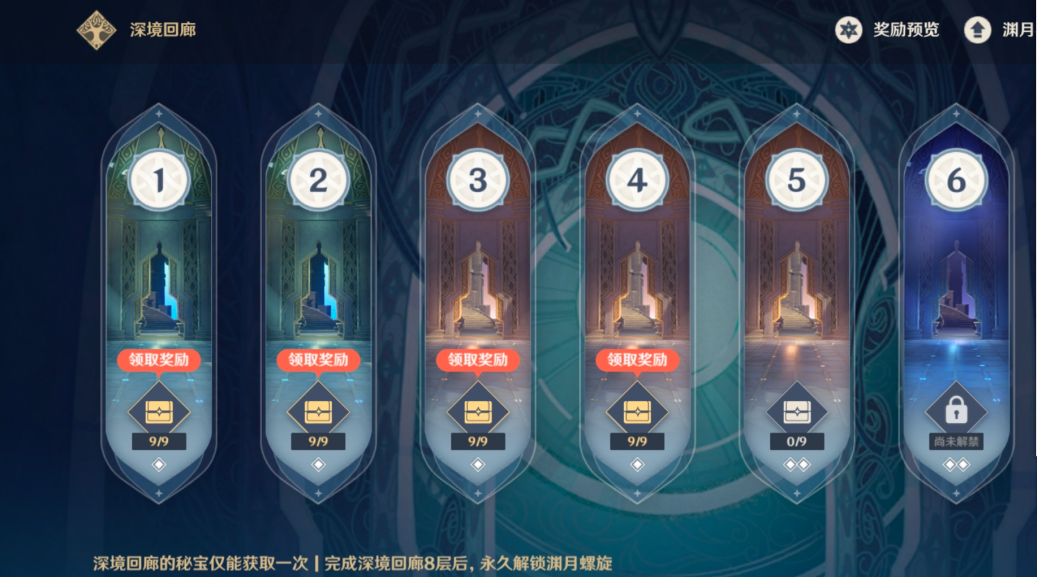 深境回廊
奖励预览
渊月
1
2
3
4
5
6
领取奖励
领取奖励
领取奖励
领取奖励
9/9
9/9
9/9
9/9
0/9
尚未解禁
深境回廊的秘宝仅能获取一次 | 完成深境回廊8层后, 永久解锁渊月螺旋